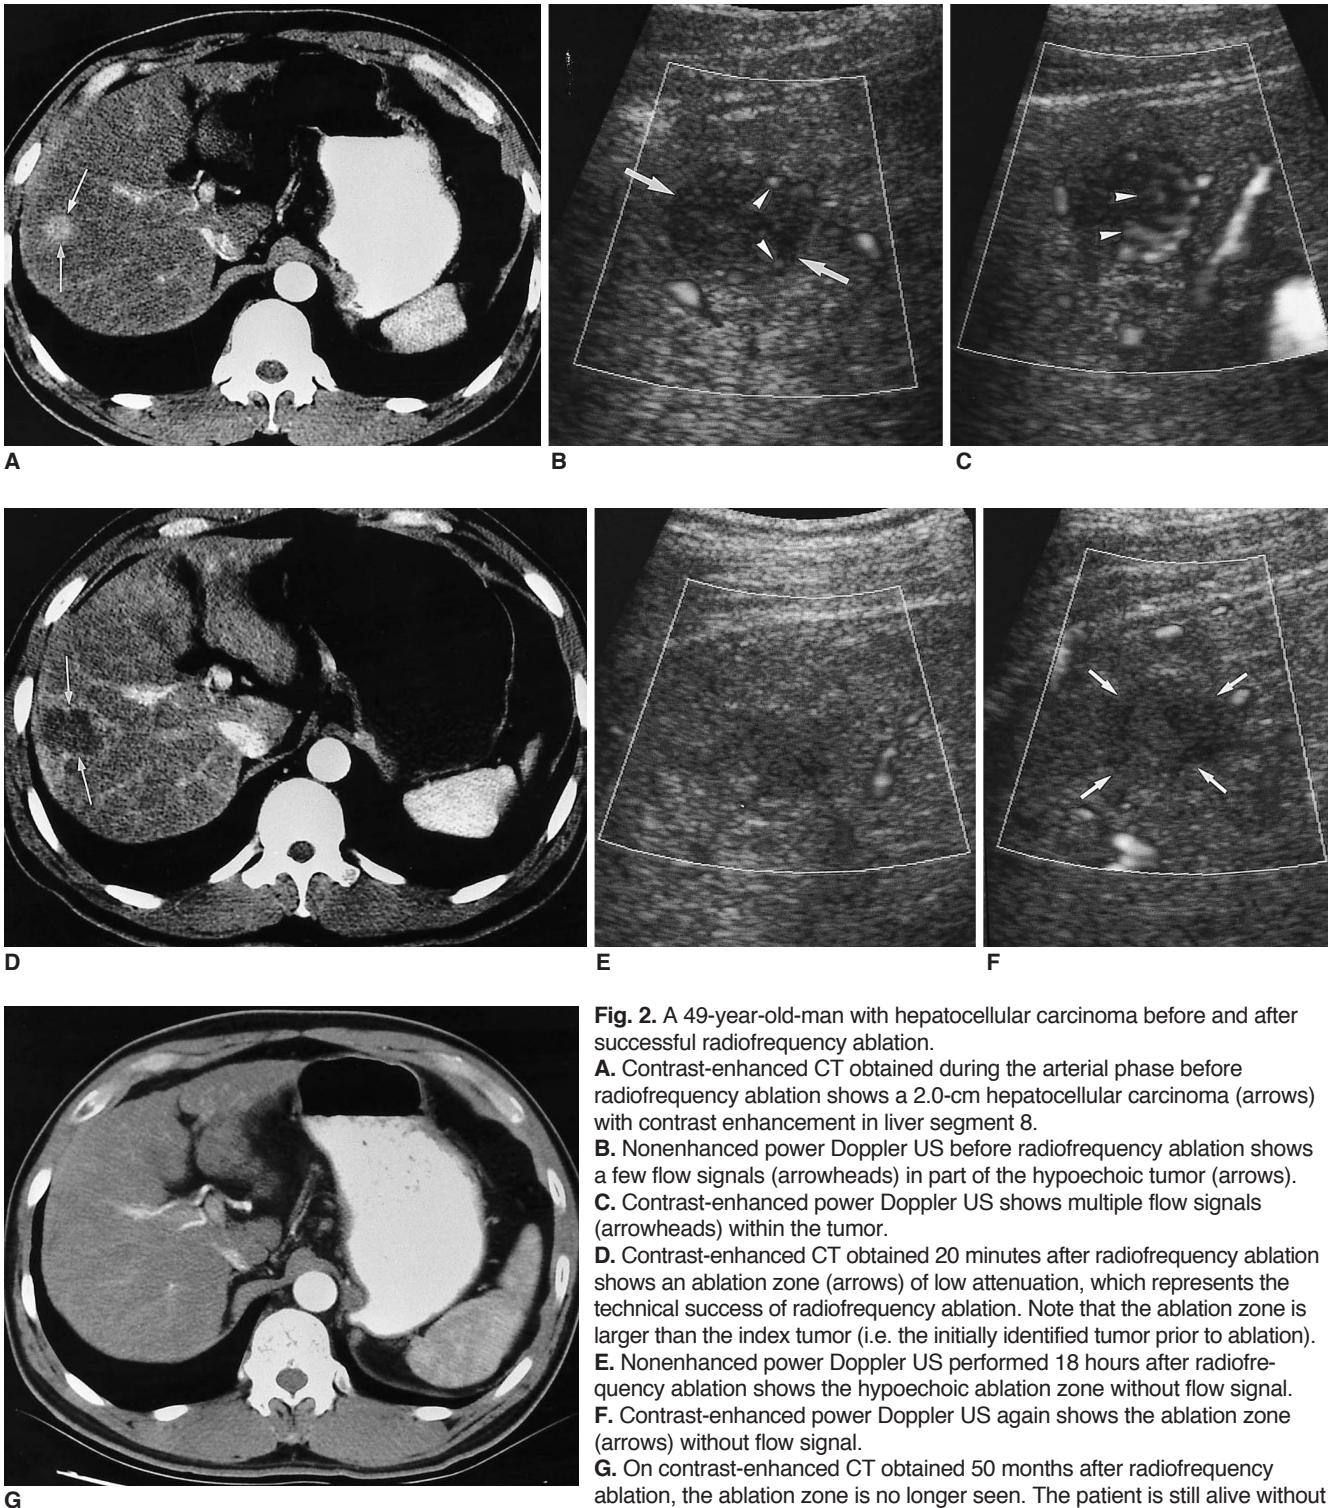 A
B
C
D
E
F
G
Fig. 2. A 49-year-old-man with hepatocellular carcinoma before and after
successful radiofrequency ablation.
A. Contrast-enhanced CT obtained during the arterial phase before
radiofrequency ablation shows a 2.0-cm hepatocellular carcinoma (arrows)
with contrast enhancement in liver segment 8.
B. Nonenhanced power Doppler US before radiofrequency ablation shows
a few flow signals (arrowheads) in part of the hypoechoic tumor (arrows).
C. Contrast-enhanced power Doppler US shows multiple flow signals
(arrowheads) within the tumor.
D. Contrast-enhanced CT obtained 20 minutes after radiofrequency ablation
shows an ablation zone (arrows) of low attenuation, which represents the
technical success of radiofrequency ablation. Note that the ablation zone is
larger than the index tumor (i.e. the initially identified tumor prior to ablation).
E. Nonenhanced power Doppler US performed 18 hours after radiofre-
quency ablation shows the hypoechoic ablation zone without flow signal.
F. Contrast-enhanced power Doppler US again shows the ablation zone
(arrows) without flow signal.
G. On contrast-enhanced CT obtained 50 months after radiofrequency
ablation, the ablation zone is no longer seen. The patient is still alive without